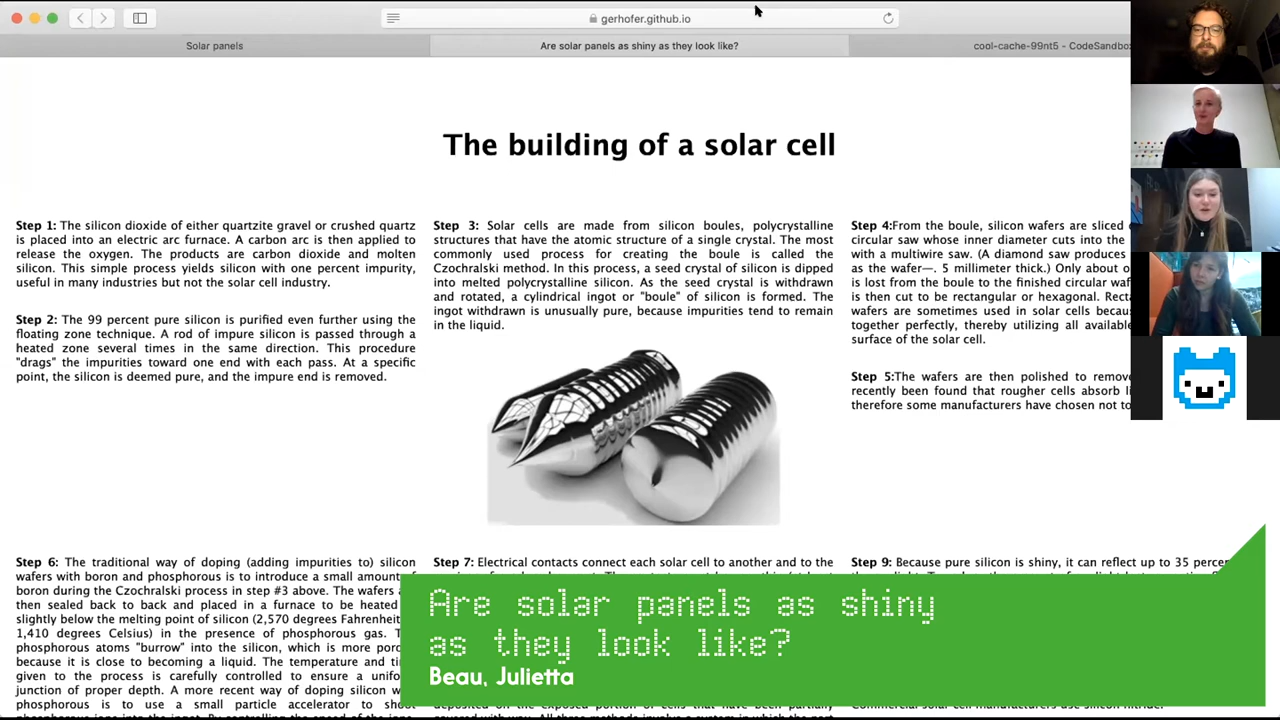 gerhofer.github.io
Solar panels
Are solar panels as shiny as they look like?
cool-cache-99nt5 - CodeSandbox
The building of a solar cell
Step 1: The silicon dioxide of either quartzite gravel or crushed quartz
is placed into an electric arc furnace. A carbon arc is then applied to
release the oxygen. The products are carbon dioxide and molten
silicon. This simple process yields silicon with one percent impurity,
useful in many industries but not the solar cell industry.
Step 2: The 99 percent pure silicon is purified even further using the
floating zone technique. A rod of impure silicon is passed through a
heated zone several times in the same direction. This procedure
"drags" the impurities toward one end with each pass. At a specific
point, the silicon is deemed pure, and the impure end is removed.
Step 3: Solar cells are made from silicon boules, polycrystalline
structures that have the atomic structure of a single crystal. The most
commonly used process for creating the boule is called the
Czochralski method. In this process, a seed crystal of silicon is dipped
into melted polycrystalline silicon. As the seed crystal is withdrawn
and rotated, a cylindrical ingot or "boule" of silicon is formed. The
ingot withdrawn is unusually pure, because impurities tend to remain
in the liquid.
Step 4:From the boule, silicon wafers are sliced
circular saw whose inner diameter cuts into the
with a multiwire saw. (A diamond saw produces
as the wafer—. 5 millimeter thick.) Only about
is lost from the boule to the finished circular
is then cut to be rectangular or hexagonal.
wafers are sometimes used in solar cells
together perfectly, thereby utilizing all available
surface of the solar cell.
Step 5:The wafers are then polished to
recently been found that rougher cells absorb
therefore some manufacturers have chosen not to
Step 6: The traditional way of doping (adding impurities to) silicon
wafers with boron and phosphorous is to introduce a small amount
boron during the Czochralski process in step #3 above. The wafers
then sealed back to back and placed in a furnace to be heated
slightly below the melting point of silicon (2,570 degrees
1,410 degrees Celsius) in the presence of phosphorous gas.
phosphorous atoms "burrow" into the silicon, which is more
because it is close to becoming a liquid. The temperature and
given to the process is carefully controlled to ensure a
junction of proper depth. A more recent way of doping silicon
phosphorous is to use a small particle accelerator to
Step 7: Electrical contacts connect each solar cell to another and to the
Step 9: Because pure silicon is shiny, it can reflect up to 35
Are solar panels as shiny
as they look like?
Beau, Julietta